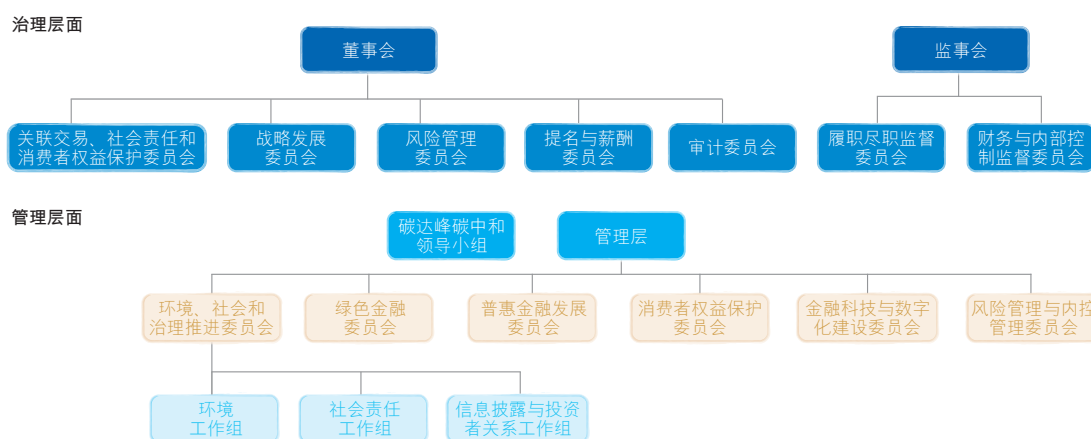 治理层面
董事会
监事会
关联交易、社会责任和
消费者权益保护委员会
战略发展
委员会
风险管理
委员会
提名与薪酬
委员会
审计委员会
履职尽职监督
委员会
财务与内部控
制监督委员会
管理层面
碳达峰碳中和
领导小组
管理层
环境、社会和
治理推进委员会
绿色金融
委员会
普惠金融发展
委员会
消费者权益保护
委员会
金融科技与数字
化建设委员会
风险管理与内控
管理委员会
环境
工作组
社会责任
工作组
信息披露与投资
者关系工作组